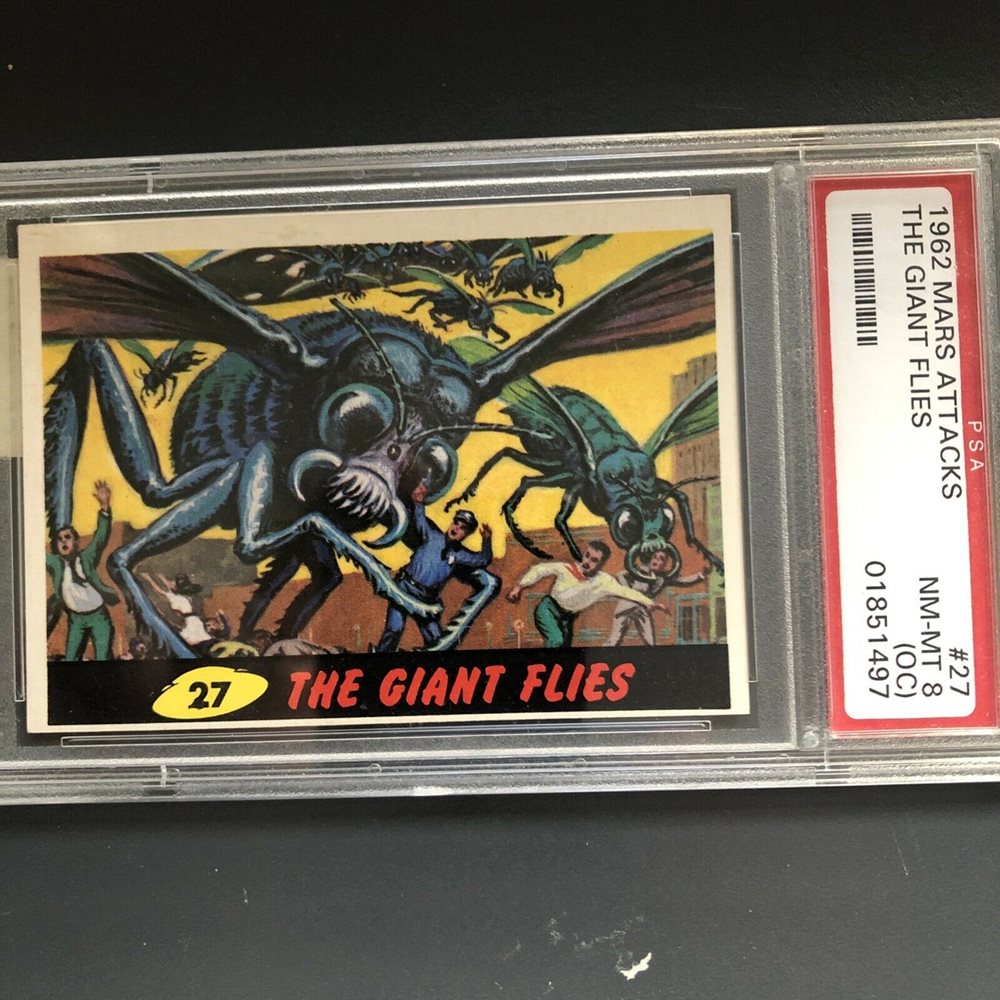 27 THE GIANT FLIES
1962 MARS ATTACKS #27
THE GIANT FLIES NM-MT 8
(OC)
01851497
PSA